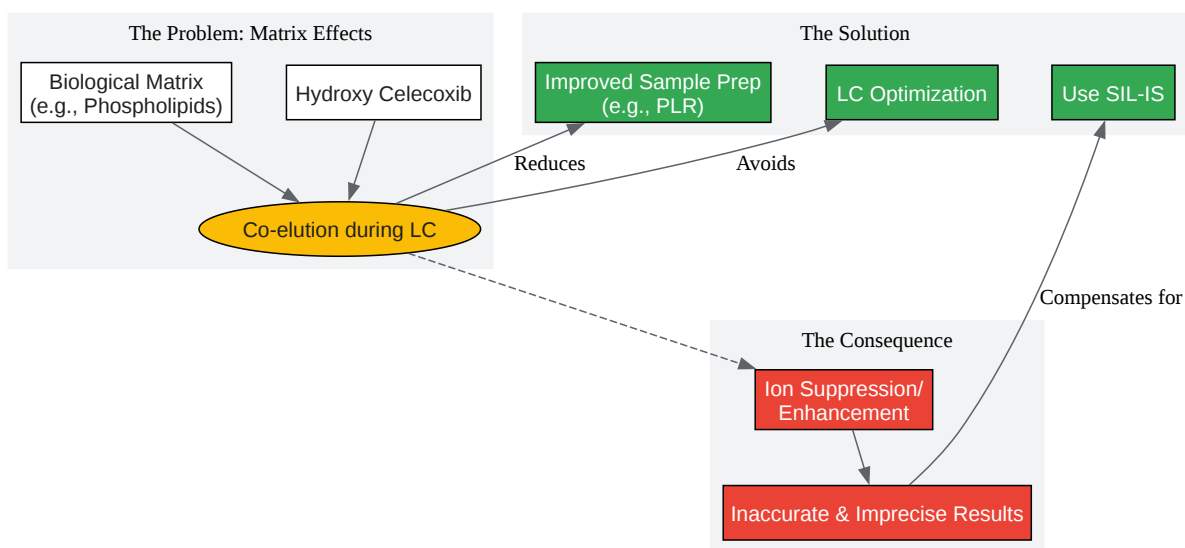 The Problem: Matrix Effects
Biological Matrix
(e.g., Phospholipids)
Hydroxy Celecoxib
Co-elution during LC
The Solution
Improved Sample Prep
(e.g., PLR)
LC Optimization
Use SIL-IS
Reduces
Avoids
Compensates for
The Consequence
Ion Suppression/
Enhancement
Inaccurate & Imprecise Results